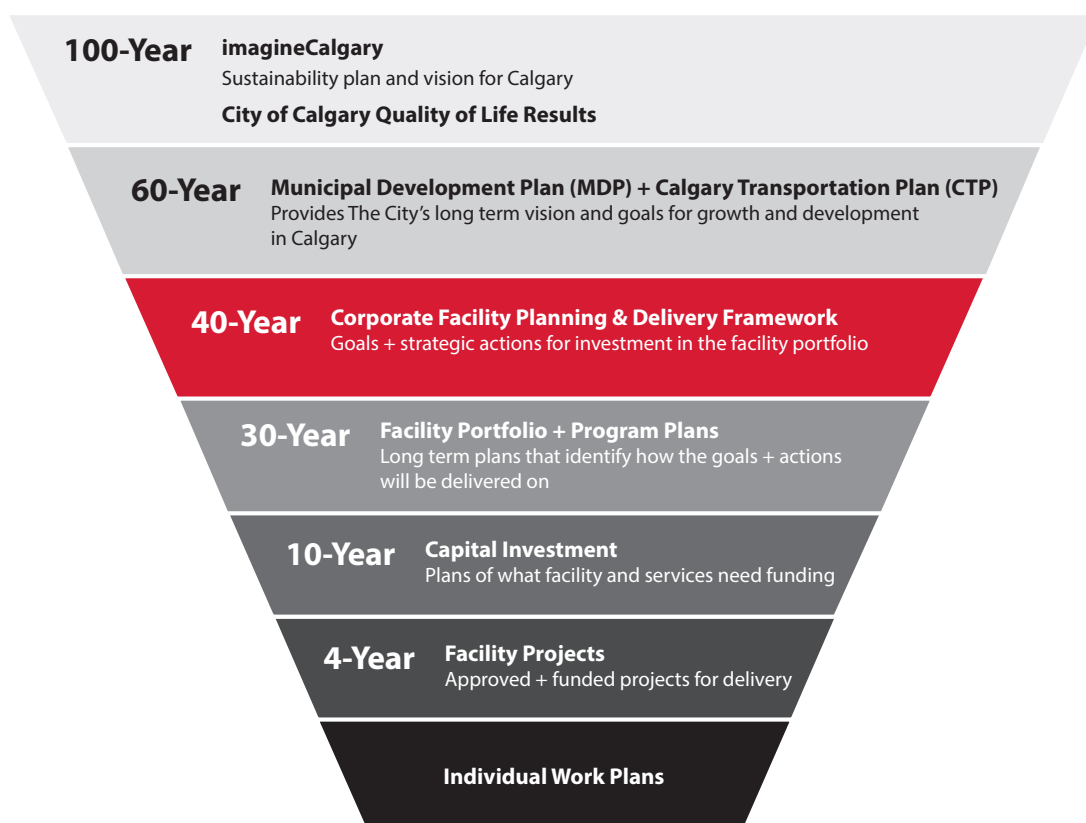 100-Year
imagineCalgary
Sustainability plan and vision for Calgary
City of Calgary Quality of Life Results
60-Year
Municipal Development Plan (MDP) + Calgary Transportation Plan (CTP)
Provides The City's long term vision and goals for growth and development
in Calgary
40-Year
Corporate Facility Planning & Delivery Framework
Goals + strategic actions for investment in the facility portfolio
30-Year
Facility Portfolio + Program Plans
Long term plans that identify how the goals + actions
will be delivered on
10-Year
Capital Investment
Plans of what facility and services need funding
4-Year
Facility Projects
Approved + funded projects for delivery
Individual Work Plans